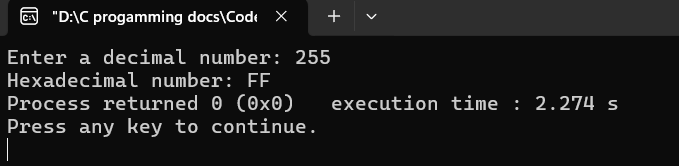 "D:\C progamming docs\Code
Enter a decimal number: 255
Hexadecimal number: FF
Process returned 0 (0x0)   execution time : 2.274 s
Press any key to continue.